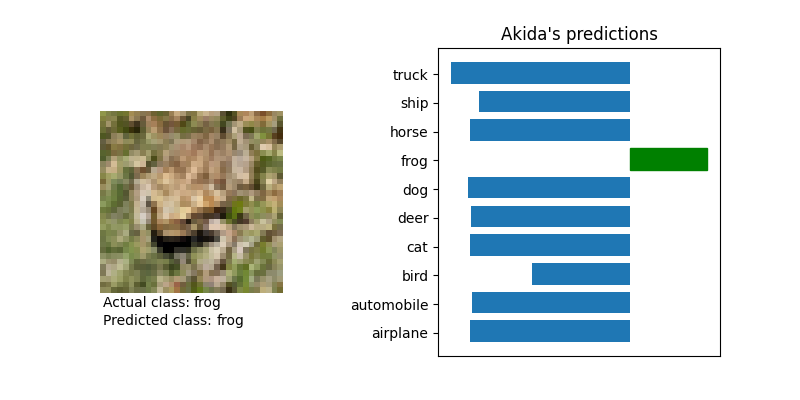 Akida's predictions
truck
ship
horse
frog
dog
deer
cat
bird
automobile
airplane
Actual class: frog
Predicted class: frog